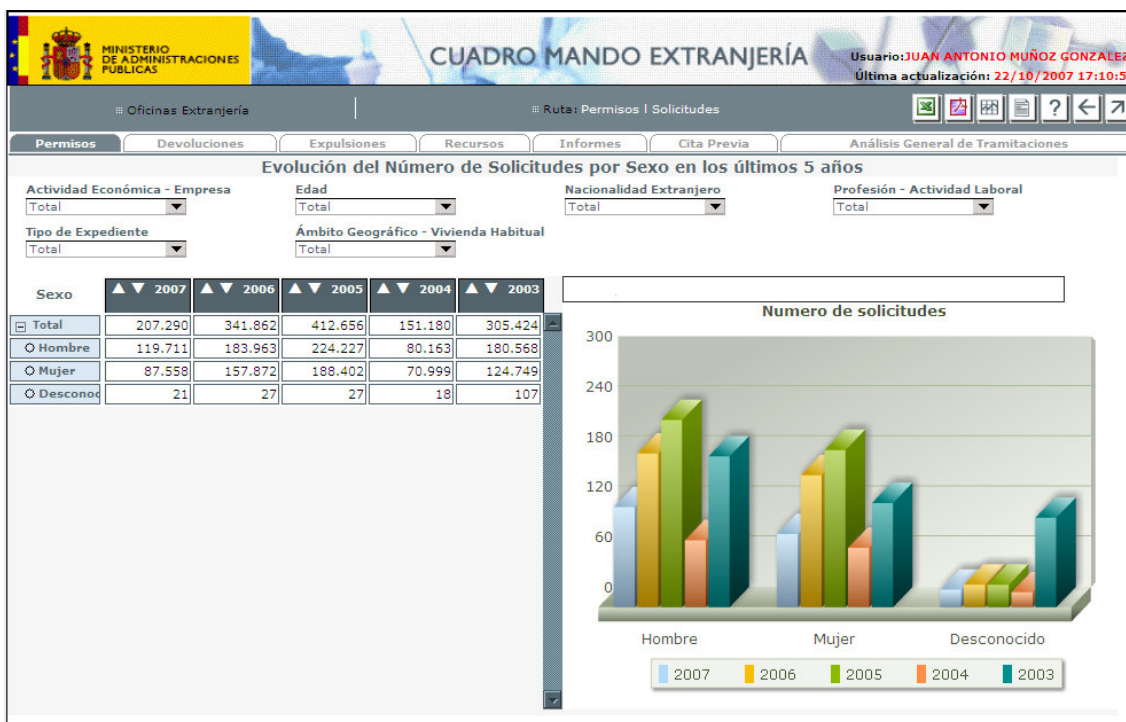 MINISTERIO
DE ADMINISTRACIONES
PÚBLICAS
CUADRO MANDO EXTRANJERÍA
Usuario:JUAN ANTONIO MUÑOZ GONZALEZ
Última actualización: 22/10/2007 17:10:5
Oficinas Extranjería
Ruta: Permisos | Solicitudes
Permisos Devoluciones Expulsiones Recursos Informes Cita Previa Análisis General de Tramitaciones
Evolución del Número de Solicitudes por Sexo en los últimos 5 años
Actividad Económica - Empresa Edad Nacionalidad Extranjero Profesión - Actividad Laboral
Total Total Total Total
Tipo de Expediente Ámbito Geográfico - Vivienda Habitual
Total Total
Sexo 2007 2006 2005 2004 2003
Total 207.290 341.862 412.656 151.180 305.424
Hombre 119.711 183.963 224.227 80.163 180.568
Mujer 87.558 157.872 188.402 70.999 124.749
Desconoc 21 27 27 18 107
Numero de solicitudes
300
240
180
120
60
0
Hombre Mujer Desconocido
2007 2006 2005 2004 2003